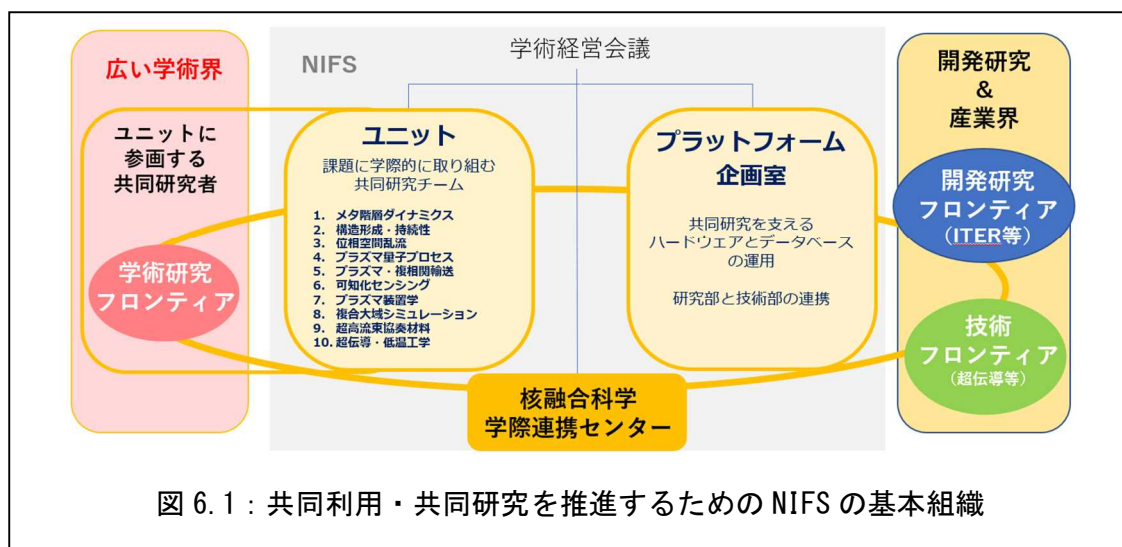 広い学術界
ユニットに
参画する
共同研究者
学術研究
フロンティア
NIFS
学術経営会議
ユニット
課題に学際的に取り組む
共同研究チーム
1. メタ階層ダイナミクス
2. 構造形成・持続性
3. 位相空間乱流
4. プラズマ量子プロセス
5. プラズマ・複相間輸送
6. 可知化センシング
7. プラズマ装置学
8. 複合大域シミュレーション
9. 超高流束協奏材料
10. 超伝導・低温工学
プラットフォーム
企画室
共同研究を支える
ハードウェアとデータベース
の運用
研究部と技術部の連携
核融合科学
学際連携センター
開発研究
&
産業界
開発研究
フロンティア
（ITER等）
技術
フロンティア
（超伝導等）
図 6.1：共同利用・共同研究を推進するための NIFS の基本組織